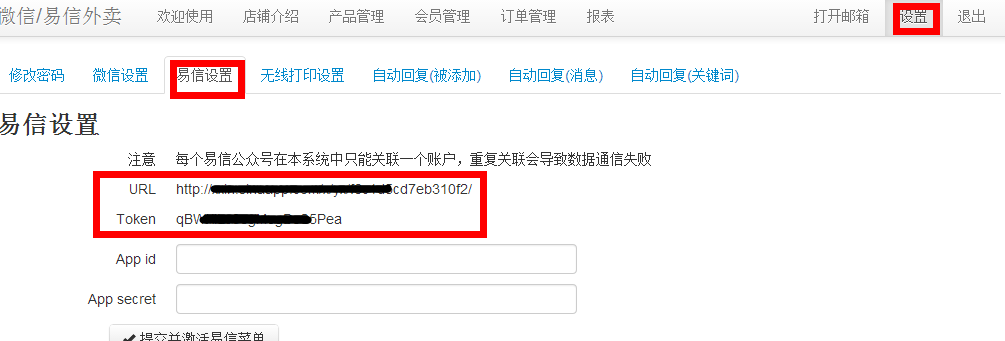 微信/易信外卖 欢迎使用 店铺介绍 产品管理 会员管理 订单管理 报表 打开邮箱 设置 退出
修改密码 微信设置 易信设置 无线打印设置 自动回复(被添加) 自动回复(消息) 自动回复(关键词)
易信设置
注意 每个易信公众号在本系统中只能关联一个账户，重复关联会导致数据通信失败
URL http:/ cd7eb310f2/
Token qBW 5Pea
App id
App secret
✔ 提交并激活易信菜单